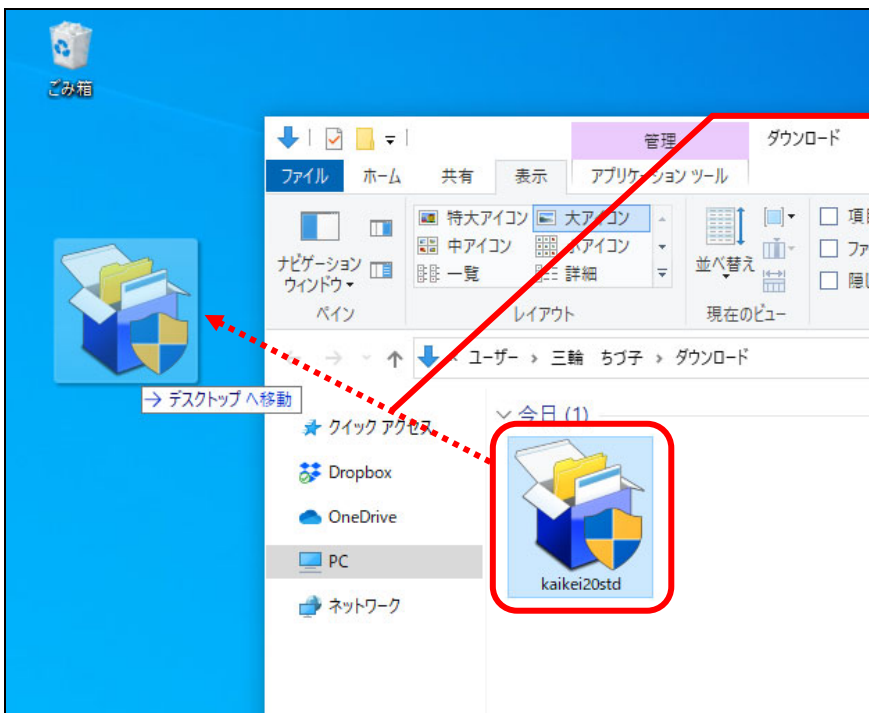 ごみ箱
管理
ダウンロード
ファイル
ホーム
共有
表示
アプリケーション ツール
特大アイコン
大アイコン
中アイコン
小アイコン
一覧
詳細
ナビゲーション
ウィンドウ
ペイン
レイアウト
並べ替え
現在のビュー
ユーザー › 三輪 ちづ子 › ダウンロード
→ デスクトップ へ移動
クイック アクセス
今日 (1)
Dropbox
OneDrive
PC
ネットワーク
kaikei20std